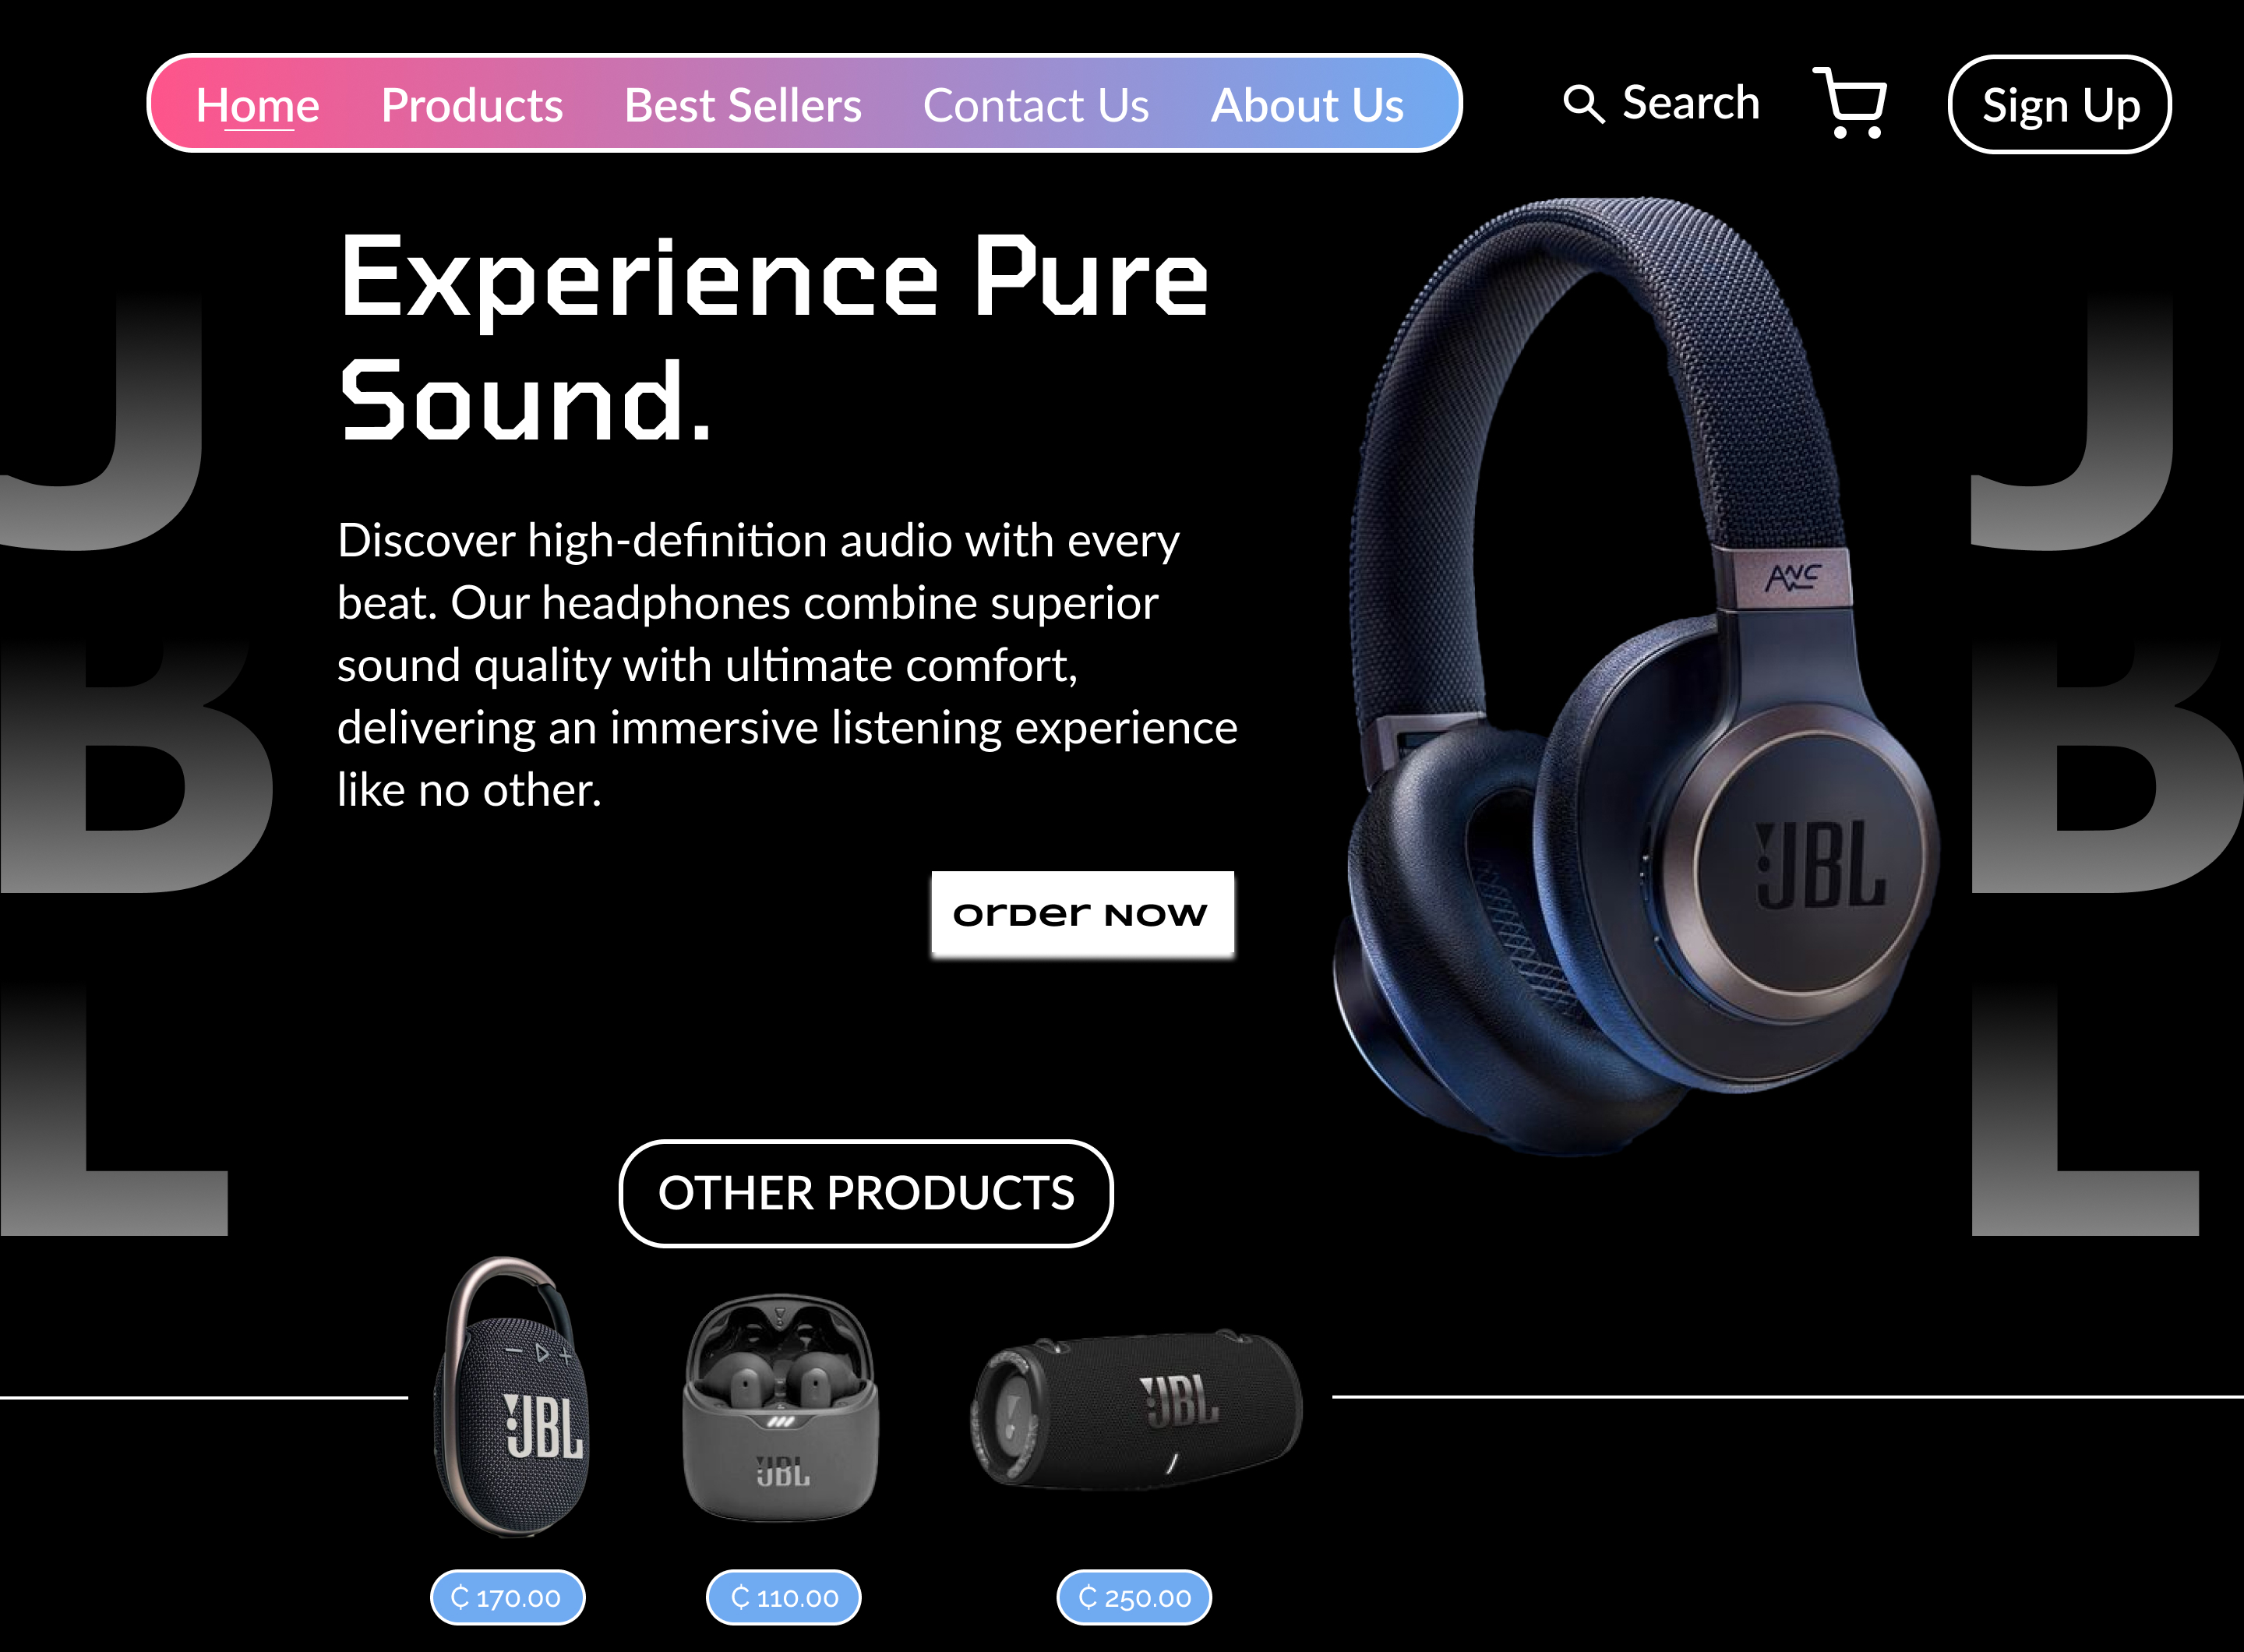 Home Products Best Sellers Contact Us About Us Search Sign Up
Experience Pure
Sound.
Discover high-definition audio with every
beat. Our headphones combine superior
sound quality with ultimate comfort,
delivering an immersive listening experience
like no other.
order now
J
B
L
J
B
L
ANC
JBL
OTHER PRODUCTS
JBL
JBL
JBL
₵ 170.00
₵ 110.00
₵ 250.00